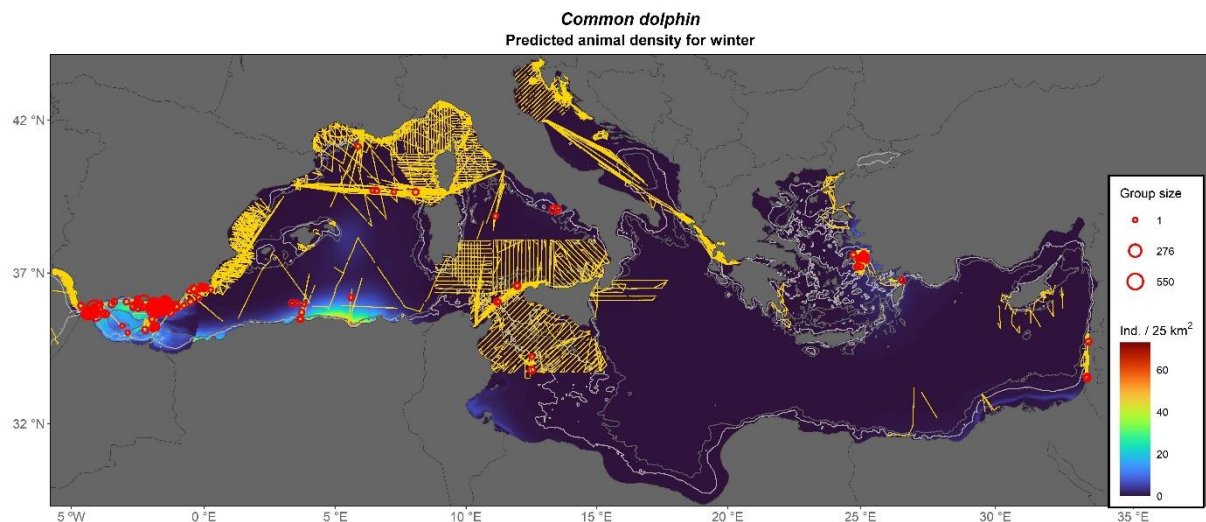 Common dolphin
Predicted animal density for winter
42 °N
37 °N
32 °N
5 °W
0 °E
5 °E
10 °E
15 °E
20 °E
25 °E
30 °E
35 °E
Group size
1
276
550
Ind. / 25 km²
60
40
20
0